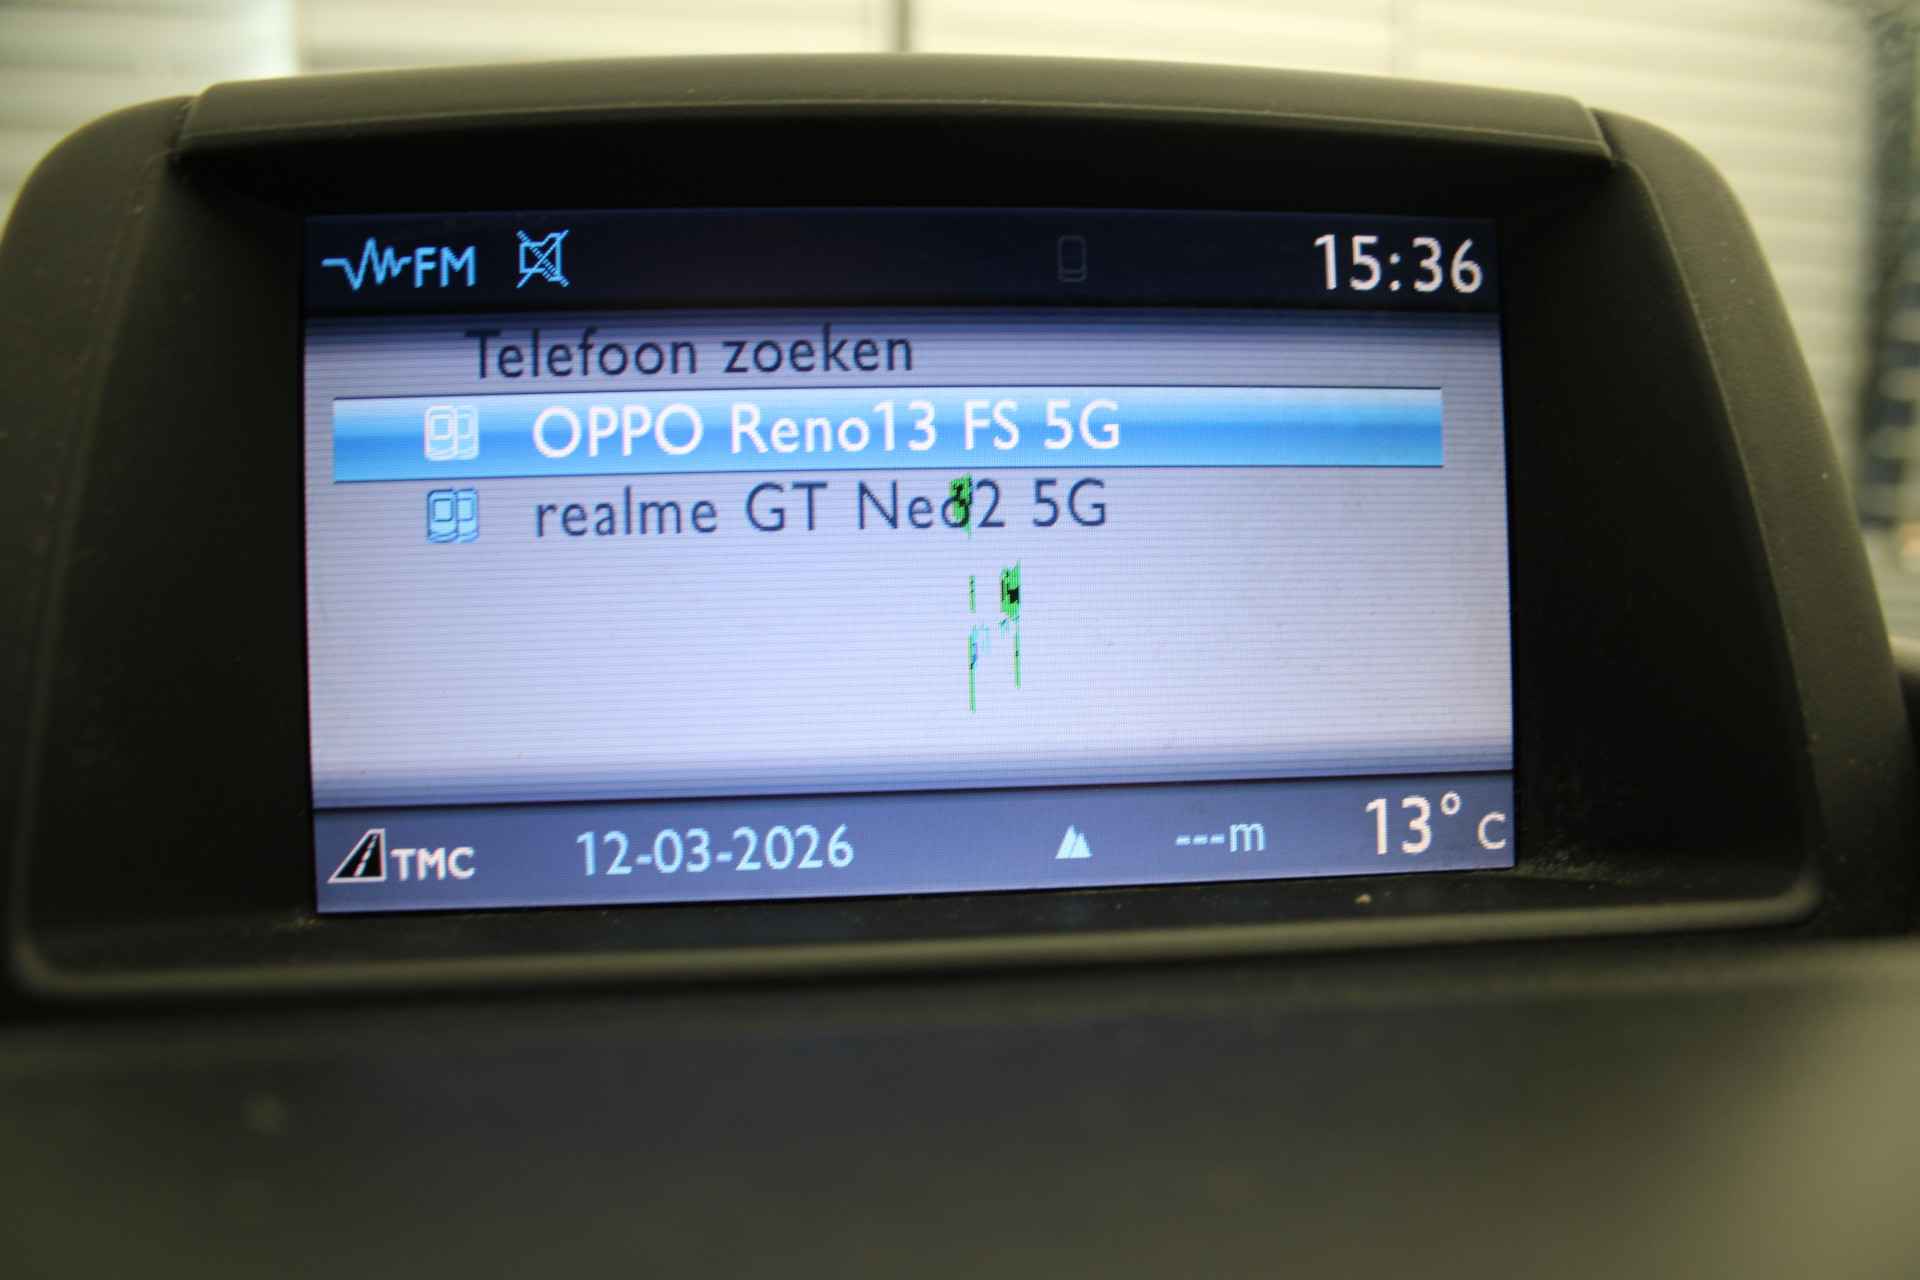 FM 15:36
Telefoon zoeken
OPPO Reno13 FS 5G
realme GT Neo2 5G
TMC 12-03-2026 ---m 13° C